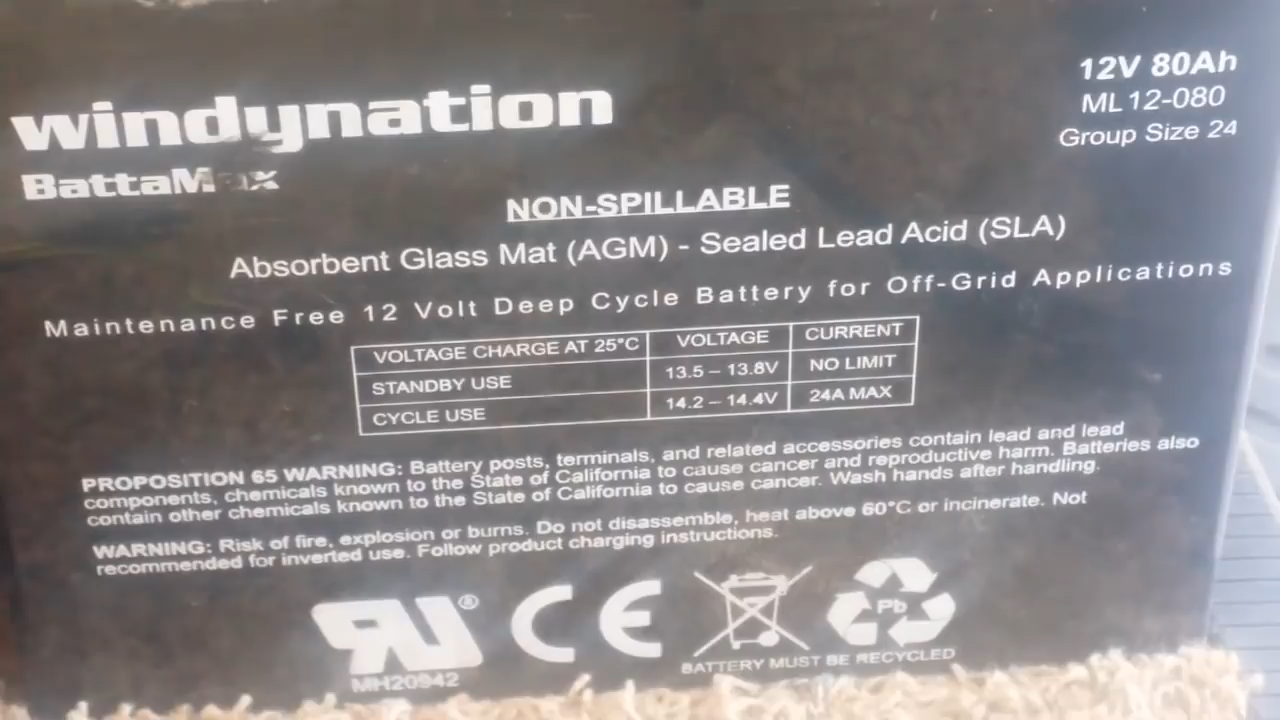 windynation
BattaMax
12V 80Ah
ML12-080
Group Size 24
NON-SPILLABLE
Absorbent Glass Mat (AGM) - Sealed Lead Acid (SLA)
Maintenance Free 12 Volt Deep Cycle Battery for Off-Grid Applications
VOLTAGE CHARGE AT 25°C VOLTAGE CURRENT
STANDBY USE 13.5 – 13.8V NO LIMIT
CYCLE USE 14.2 – 14.4V 24A MAX
PROPOSITION 65 WARNING: Battery posts, terminals, and related accessories contain lead and lead
components, chemicals known to the State of California to cause cancer and reproductive harm. Batteries also
contain other chemicals known to the State of California to cause cancer. Wash hands after handling.
WARNING: Risk of fire, explosion or burns. Do not disassemble, heat above 60°C or incinerate. Not
recommended for inverted use. Follow product charging instructions.
RU®
MH20942
CE
Pb
BATTERY MUST BE RECYCLED